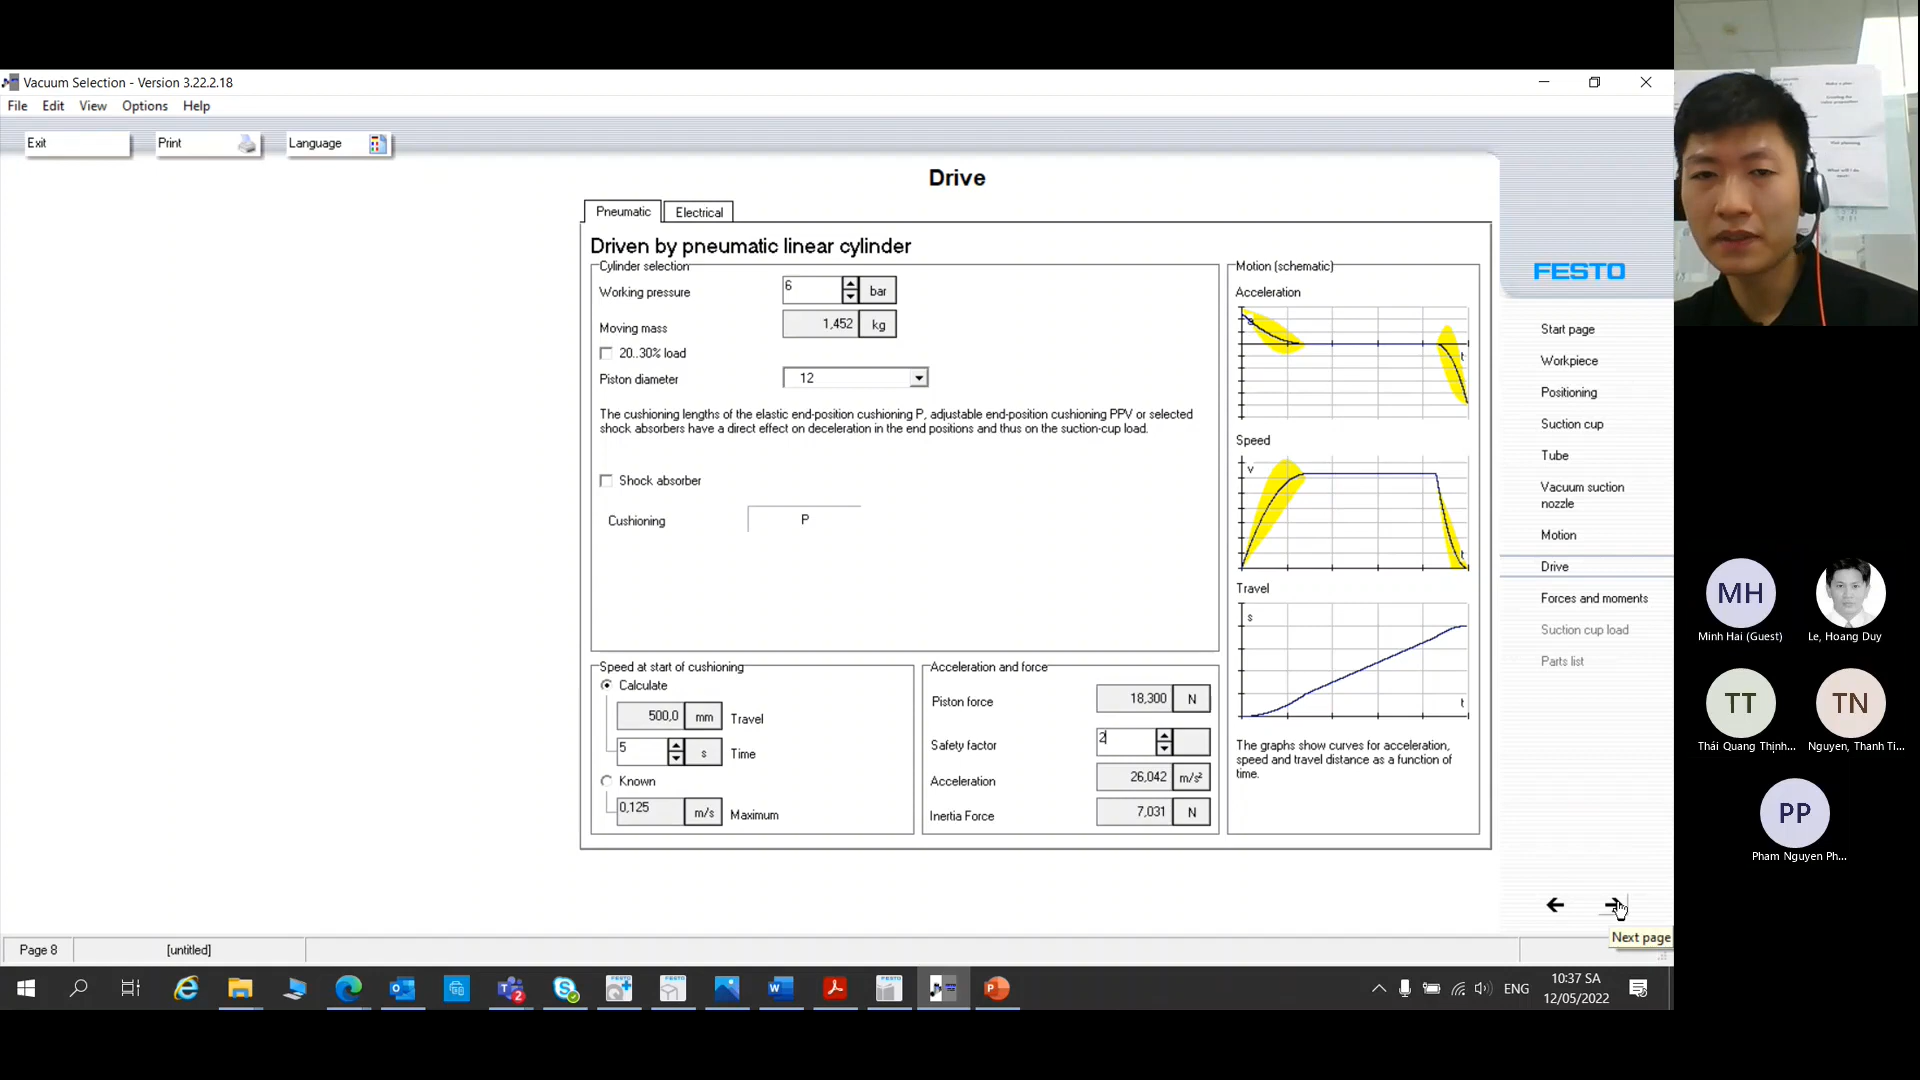 Vacuum Selection - Version 3.22.2.18
File Edit View Options Help
Exit Print Language
Drive
Pneumatic Electrical
Driven by pneumatic linear cylinder
Cylinder selection
Working pressure 6 bar
Moving mass 1,452 kg
20..30% load
Piston diameter 12
The cushioning lengths of the elastic end-position cushioning P, adjustable end-position cushioning PPV or selected
shock absorbers have a direct effect on deceleration in the end positions and thus on the suction-cup load.
Shock absorber
Cushioning P
Speed at start of cushioning
Calculate
500,0 mm Travel
5 s Time
Known
0,125 m/s Maximum
Acceleration and force
Piston force 18,300 N
Safety factor 2
Acceleration 26,042 m/s²
Inertia Force 7,031 N
Motion (schematic)
Acceleration
a
t
Speed
v
t
Travel
s
t
The graphs show curves for acceleration,
speed and travel distance as a function of
time.
FESTO
Start page
Workpiece
Positioning
Suction cup
Tube
Vacuum suction
nozzle
Motion
Drive
Forces and moments
Suction cup load
Parts list
Next page
Page 8 [untitled]
ENG
10:37 SA
12/05/2022
MH
Minh Hai (Guest)
Le, Hoang Duy
TT
Thái Quang Thịnh...
TN
Nguyen, Thanh Ti...
PP
Pham Nguyen Ph...